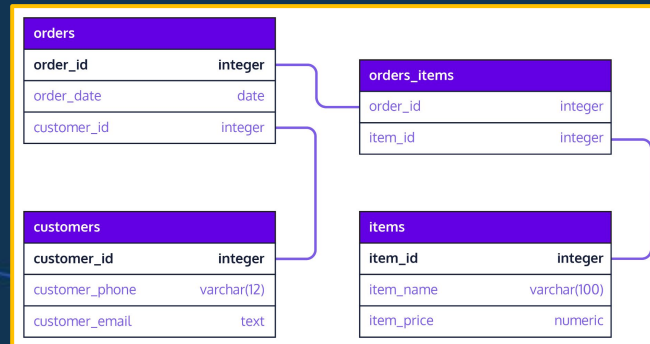 orders
order_id integer
order_date date
customer_id integer
orders_items
order_id integer
item_id integer
customers
customer_id integer
customer_phone varchar(12)
customer_email text
items
item_id integer
item_name varchar(100)
item_price numeric